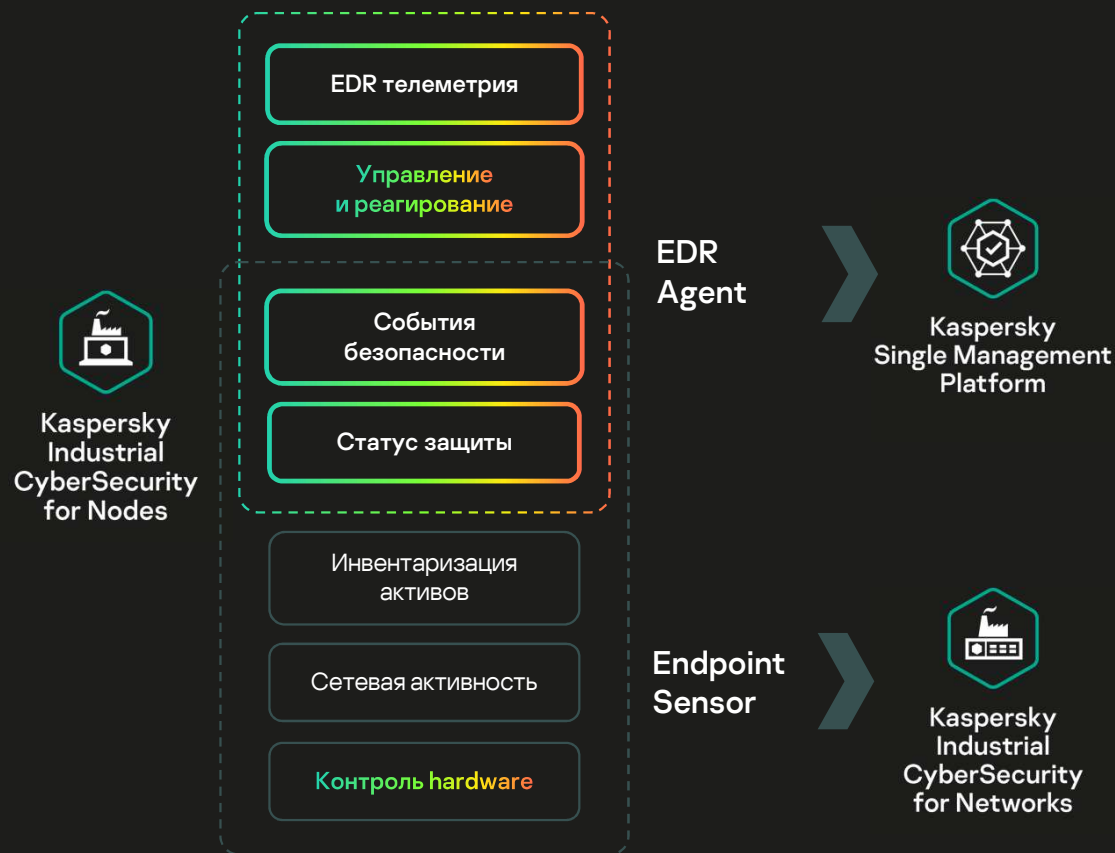 EDR телеметрия
Управление
и реагирование
События
безопасности
Статус защиты
Инвентаризация
активов
Сетевая активность
Контроль hardware
Kaspersky
Industrial
CyberSecurity
for Nodes
EDR
Agent
Kaspersky
Single Management
Platform
Endpoint
Sensor
Kaspersky
Industrial
CyberSecurity
for Networks